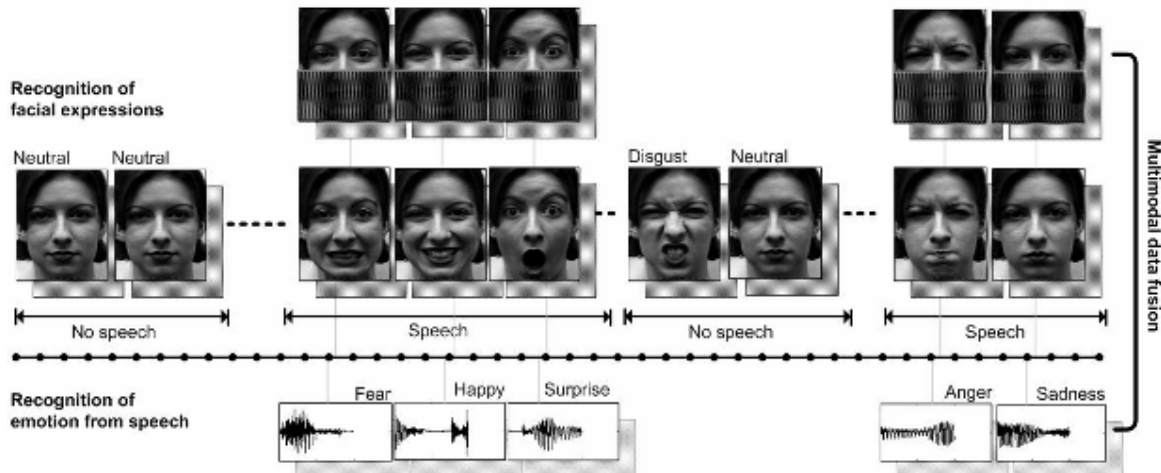 Recognition of
facial expressions
Neutral
Neutral
Disgust
Neutral
No speech
Speech
No speech
Speech
Multimodal data fusion
Recognition of
emotion from speech
Fear
Happy
Surprise
Anger
Sadness